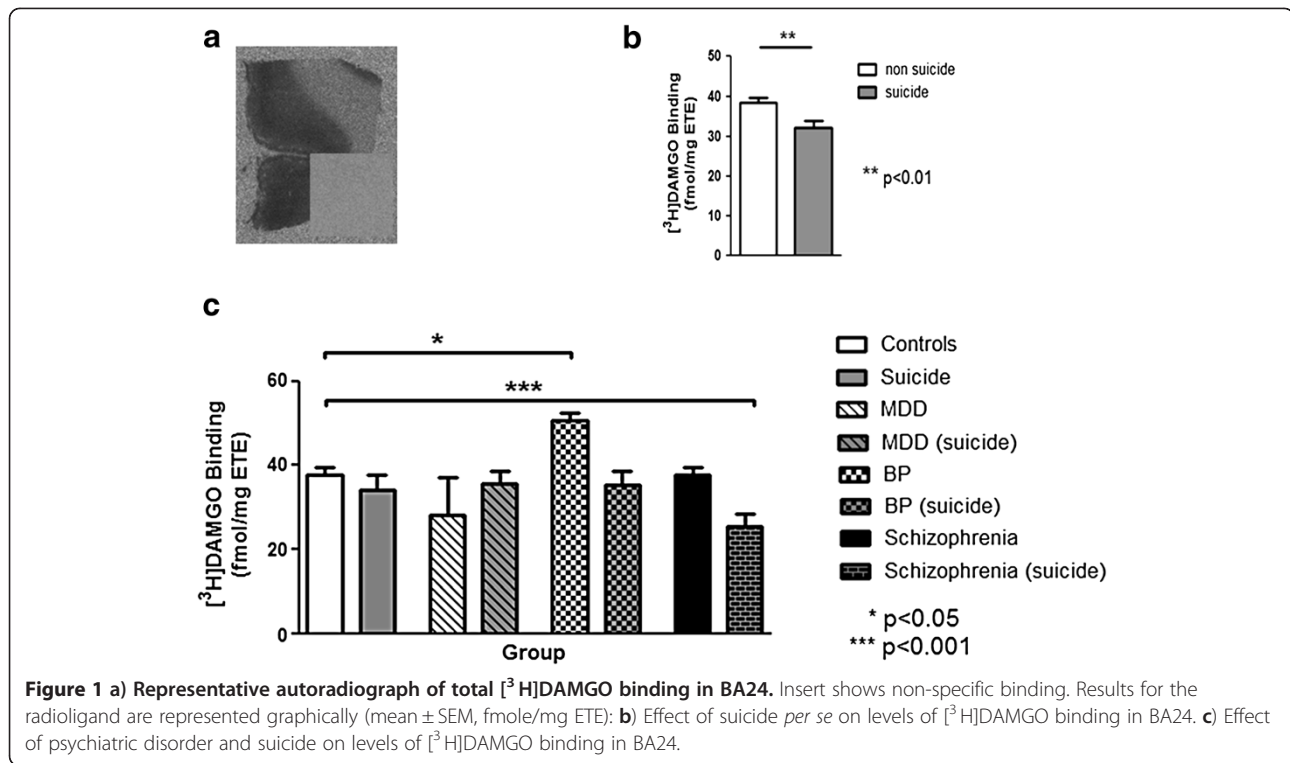 a
b
**
50
40
30
20
10
0
[³H]DAMGO Binding
(fmol/mg ETE)
non suicide
suicide
** p<0.01
c
*
***
60
40
20
0
[³H]DAMGO Binding
(fmol/mg ETE)
Group
Controls
Suicide
MDD
MDD (suicide)
BP
BP (suicide)
Schizophrenia
Schizophrenia (suicide)
* p<0.05
*** p<0.001
Figure 1 a) Representative autoradiograph of total [³H]DAMGO binding in BA24. Insert shows non-specific binding. Results for the
radioligand are represented graphically (mean ± SEM, fmole/mg ETE): b) Effect of suicide per se on levels of [³H]DAMGO binding in BA24. c) Effect
of psychiatric disorder and suicide on levels of [³H]DAMGO binding in BA24.